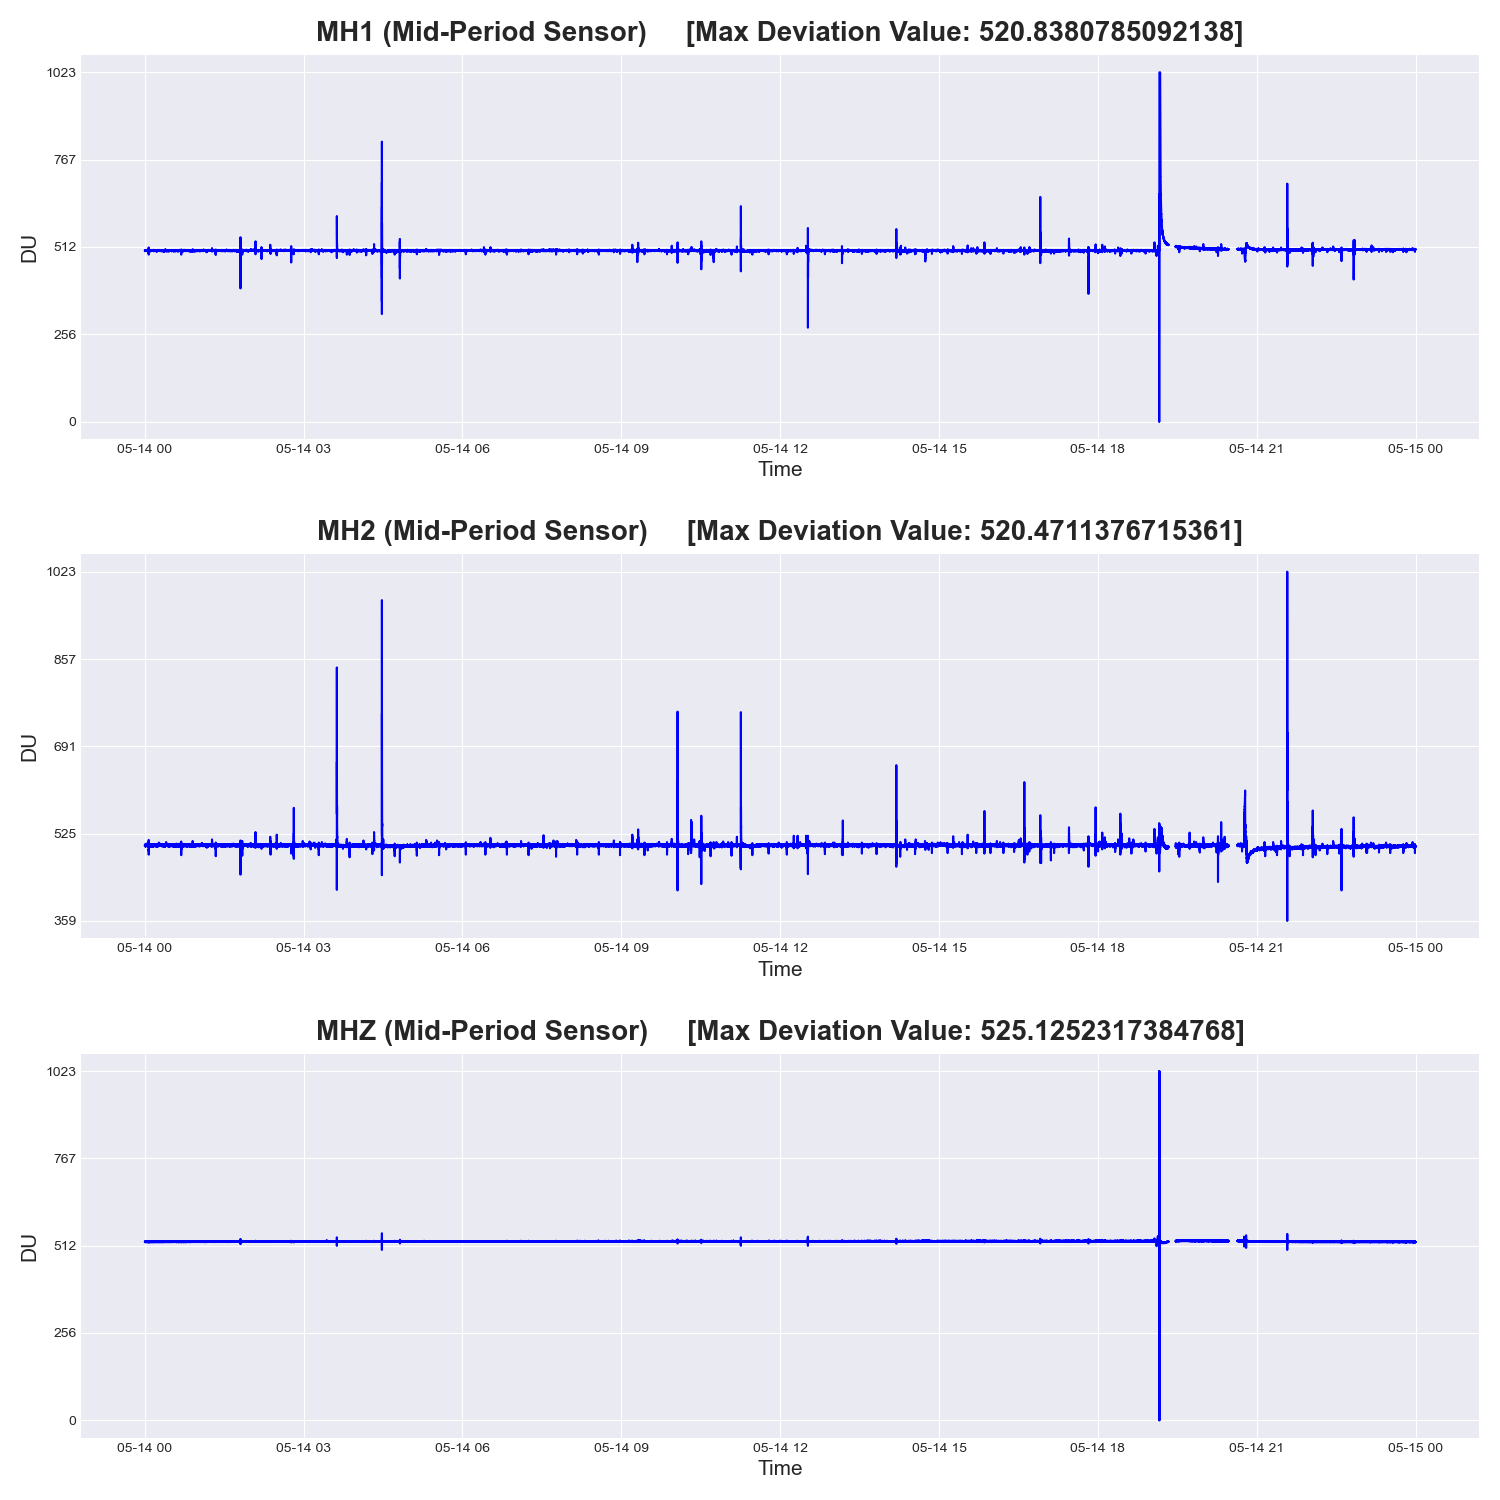 MH1 (Mid-Period Sensor) [Max Deviation Value: 520.8380785092138]
1023
767
512
256
0
DU
05-14 00 05-14 03 05-14 06 05-14 09 05-14 12 05-14 15 05-14 18 05-14 21 05-15 00
Time
MH2 (Mid-Period Sensor) [Max Deviation Value: 520.4711376715361]
1023
857
691
525
359
DU
05-14 00 05-14 03 05-14 06 05-14 09 05-14 12 05-14 15 05-14 18 05-14 21 05-15 00
Time
MHZ (Mid-Period Sensor) [Max Deviation Value: 525.1252317384768]
1023
767
512
256
0
DU
05-14 00 05-14 03 05-14 06 05-14 09 05-14 12 05-14 15 05-14 18 05-14 21 05-15 00
Time